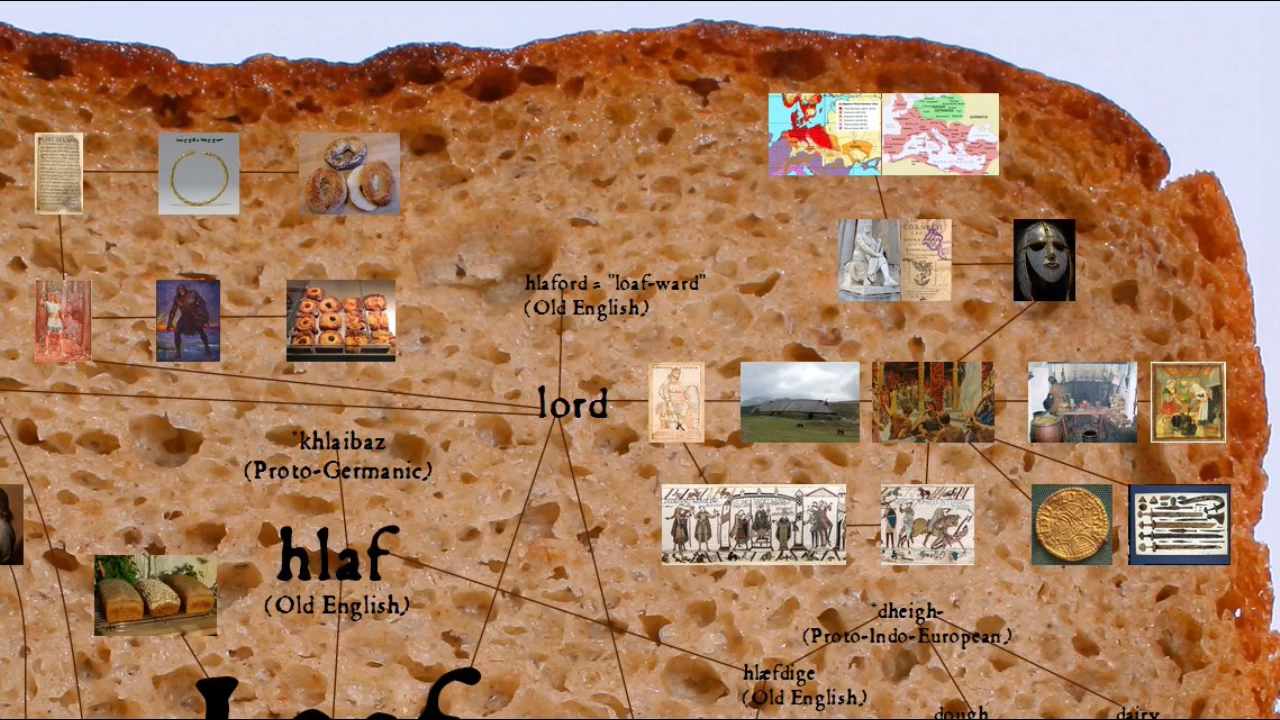 hlaford = "loaf-ward"
(Old English)
lord
*khlaibaz
(Proto-Germanic)
hlaf
(Old English)
*dheigh-
(Proto-Indo-European)
hlæfdige
(Old English)
dough
dairy